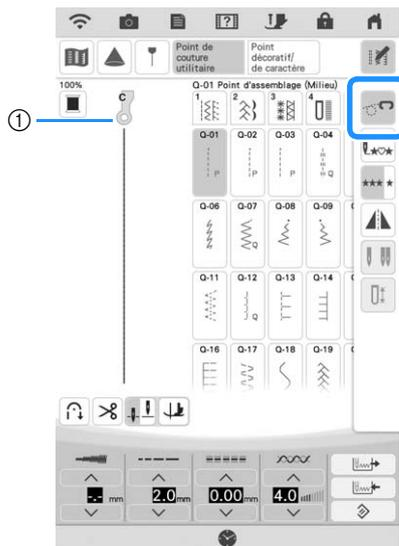 ?
Point de
couture
utilitaire
Point
décoratif/
de caractère
100%
C
①
Q-01 Point d'assemblage (Milieu)
1 2 3 4
Q-01 Q-02 Q-03 Q-04
P P P Q
Q-06 Q-07 Q-08 Q-09
Q
Q-11 Q-12 Q-13 Q-14
Q
Q-16 Q-17 Q-18 Q-19
-.- mm 2.0 mm 0.00 mm 4.0